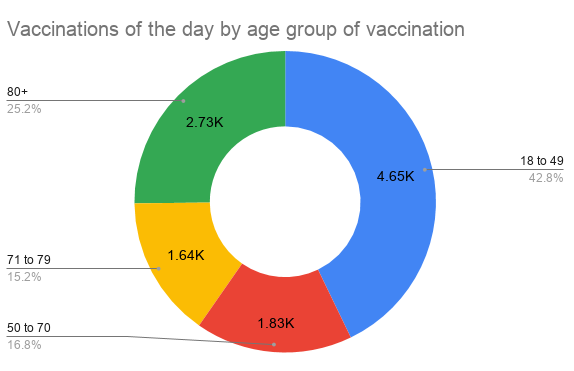 Vaccinations of the day by age group of vaccination
80+
25.2%
2.73K
18 to 49
42.8%
4.65K
71 to 79
15.2%
1.64K
50 to 70
16.8%
1.83K